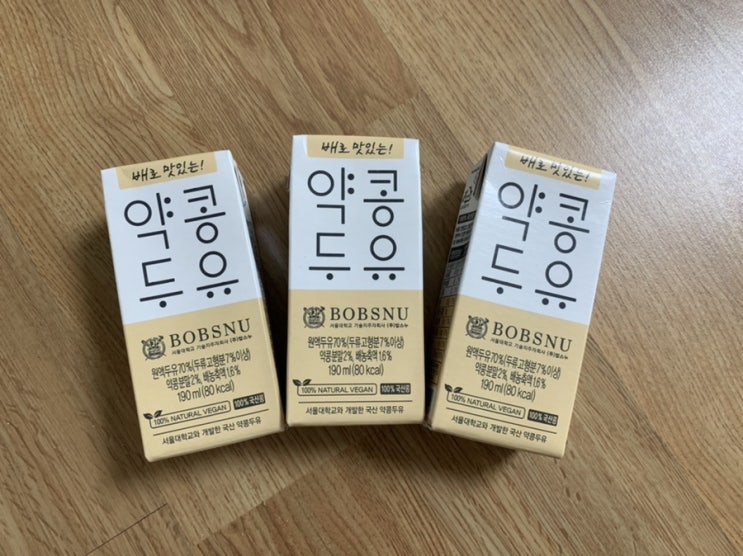 배로 맛있는!
약콩
두유
BOBSNU
서울대학교 기술지주자회사 (주)밥스누
원액두유70%(두류고형분7%이상)
약콩분말2%, 배농축액1.6%
190 ml (80 kcal)
100% NATURAL VEGAN 100% 국산콩
서울대학교와 개발한 국산 약콩두유
배로 맛있는!
약콩
두유
BOBSNU
서울대학교 기술지주자회사 (주)밥스누
원액두유70%(두류고형분7%이상)
약콩분말2%, 배농축액1.6%
190 ml (80 kcal)
100% NATURAL VEGAN 100% 국산콩
서울대학교와 개발한 국산 약콩두유
배로 맛있는!
약콩
두유
BOBSNU
서울대학교 기술지주자회사 (주)밥스누
원액두유70%(두류고형분7%이상)
약콩분말2%, 배농축액1.6%
190 ml (80 kcal)
100% NATURAL VEGAN 100% 국산콩
서울대학교와 개발한 국산 약콩두유